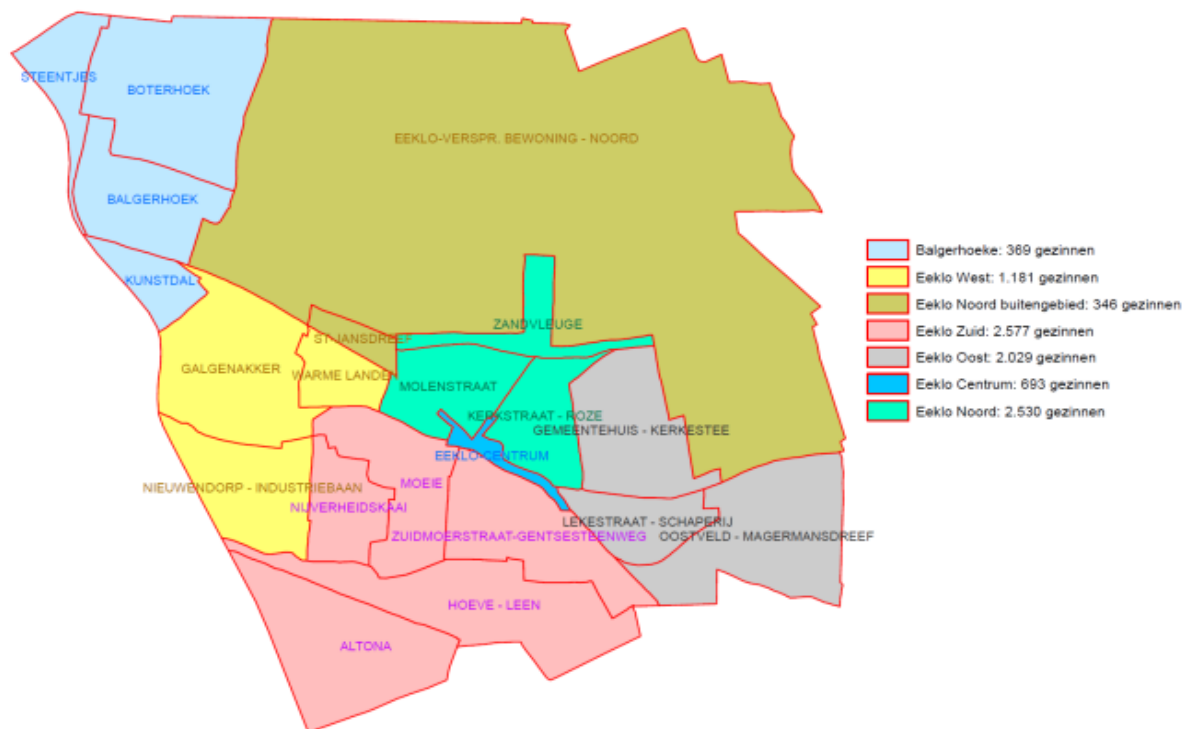 STEENTJES
BOTERHOEK
EEKLO-VERSPR. BEWONING - NOORD
BALGERHOEK
KUNSTDAL
ZANDVLEUGE
ST-JANSDREEF
GALGENAKKER
WARME LANDEN
MOLENSTRAAT
KERKSTRAAT - ROZE
GEMEENTEHUIS - KERKESTEE
EEKLO-CENTRUM
MOEIE
NIEUWENDORP - INDUSTRIEBAAN
NIJVERHEIDSKAAI
LEKESTRAAT - SCHAPERIJ
ZUIDMOERSTRAAT-GENTSESTEENWEG
OOSTVELD - MAGERMANSDREEF
HOEVE - LEEN
ALTONA
Balgerhoeke: 369 gezinnen
Eeklo West: 1.181 gezinnen
Eeklo Noord buitengebied: 346 gezinnen
Eeklo Zuid: 2.577 gezinnen
Eeklo Oost: 2.029 gezinnen
Eeklo Centrum: 693 gezinnen
Eeklo Noord: 2.530 gezinnen